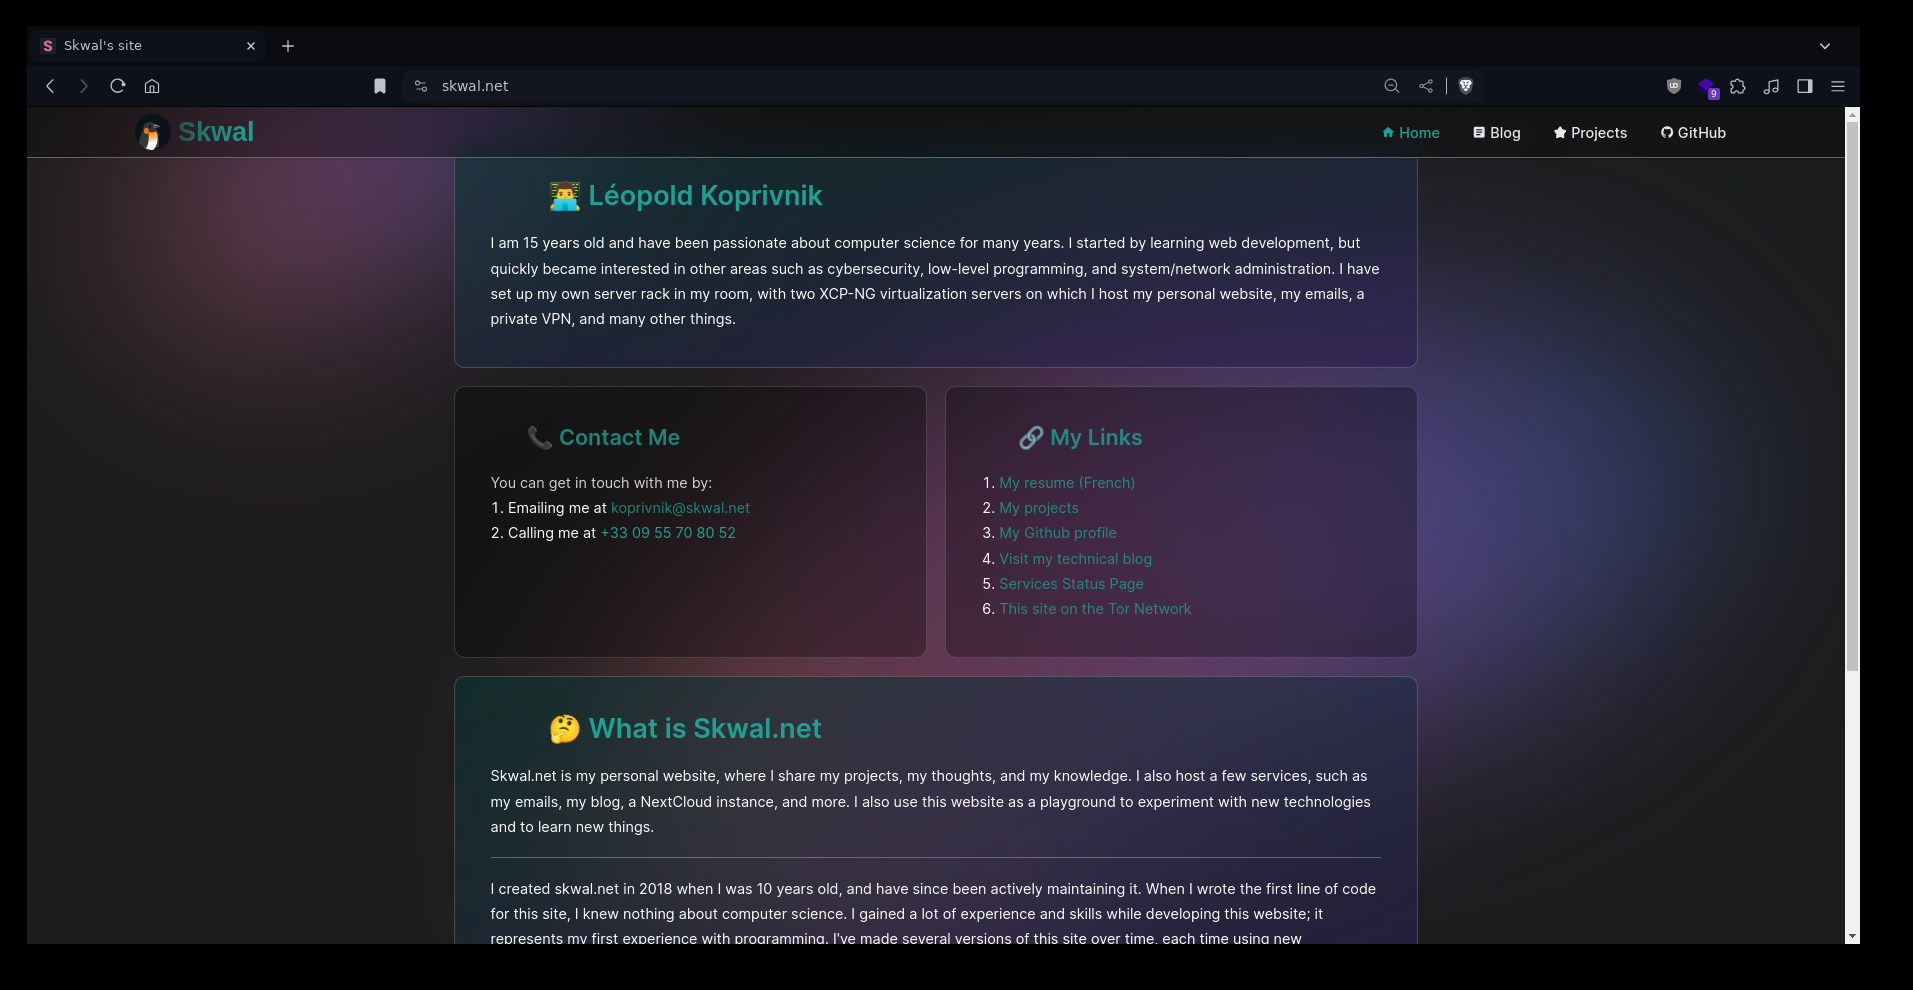 S Skwal's site
skwal.net
9
Skwal
Home Blog Projects GitHub
Léopold Koprivnik
I am 15 years old and have been passionate about computer science for many years. I started by learning web development, but
quickly became interested in other areas such as cybersecurity, low-level programming, and system/network administration. I have
set up my own server rack in my room, with two XCP-NG virtualization servers on which I host my personal website, my emails, a
private VPN, and many other things.
Contact Me
You can get in touch with me by:
1. Emailing me at koprivnik@skwal.net
2. Calling me at +33 09 55 70 80 52
My Links
1. My resume (French)
2. My projects
3. My Github profile
4. Visit my technical blog
5. Services Status Page
6. This site on the Tor Network
What is Skwal.net
Skwal.net is my personal website, where I share my projects, my thoughts, and my knowledge. I also host a few services, such as
my emails, my blog, a NextCloud instance, and more. I also use this website as a playground to experiment with new technologies
and to learn new things.
I created skwal.net in 2018 when I was 10 years old, and have since been actively maintaining it. When I wrote the first line of code
for this site, I knew nothing about computer science. I gained a lot of experience and skills while developing this website; it
represents my first experience with programming. I've made several versions of this site over time, each time using new